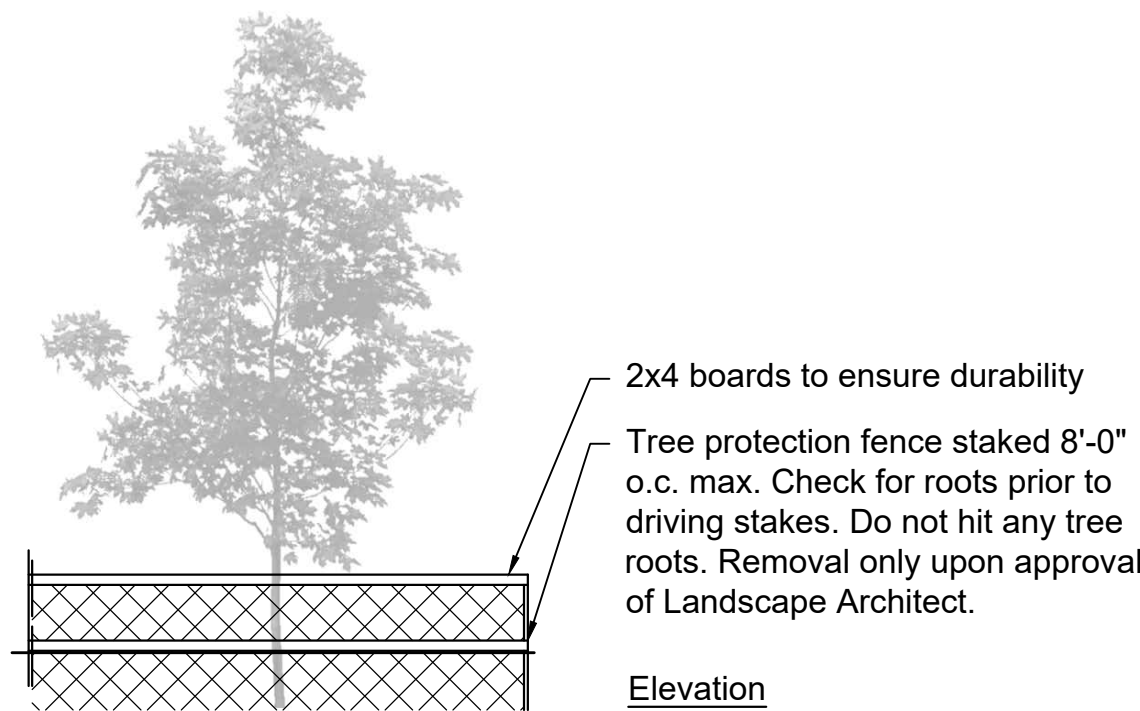 2x4 boards to ensure durability
Tree protection fence staked 8'-0"
o.c. max. Check for roots prior to
driving stakes. Do not hit any tree
roots. Removal only upon approval
of Landscape Architect.
Elevation